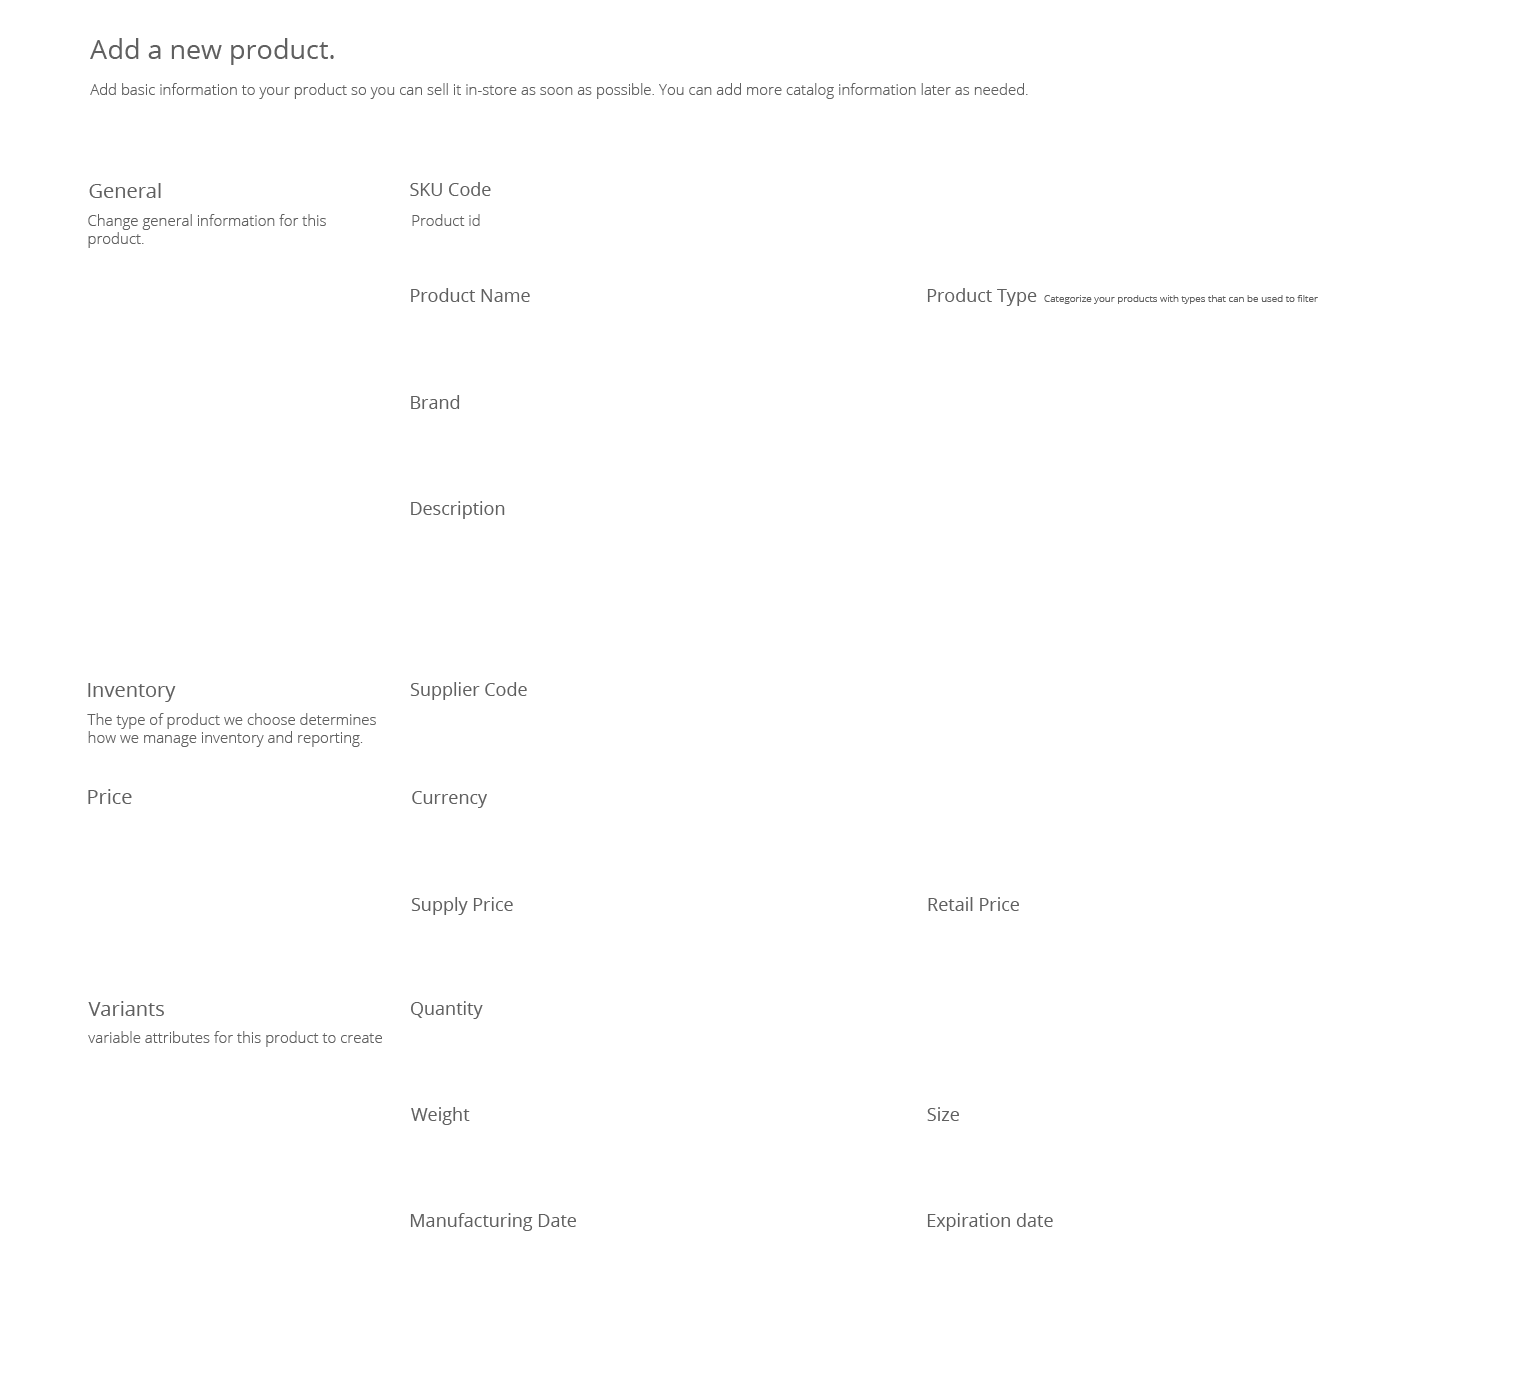 Add a new product.
Add basic information to your product so you can sell it in-store as soon as possible. You can add more catalog information later as needed.
General
Change general information for this
product.
SKU Code
Product id
Product Name
Product Type Categorize your products with types that can be used to filter
Brand
Description
Inventory
The type of product we choose determines
how we manage inventory and reporting.
Supplier Code
Price
Currency
Supply Price
Retail Price
Variants
variable attributes for this product to create
Quantity
Weight
Size
Manufacturing Date
Expiration date